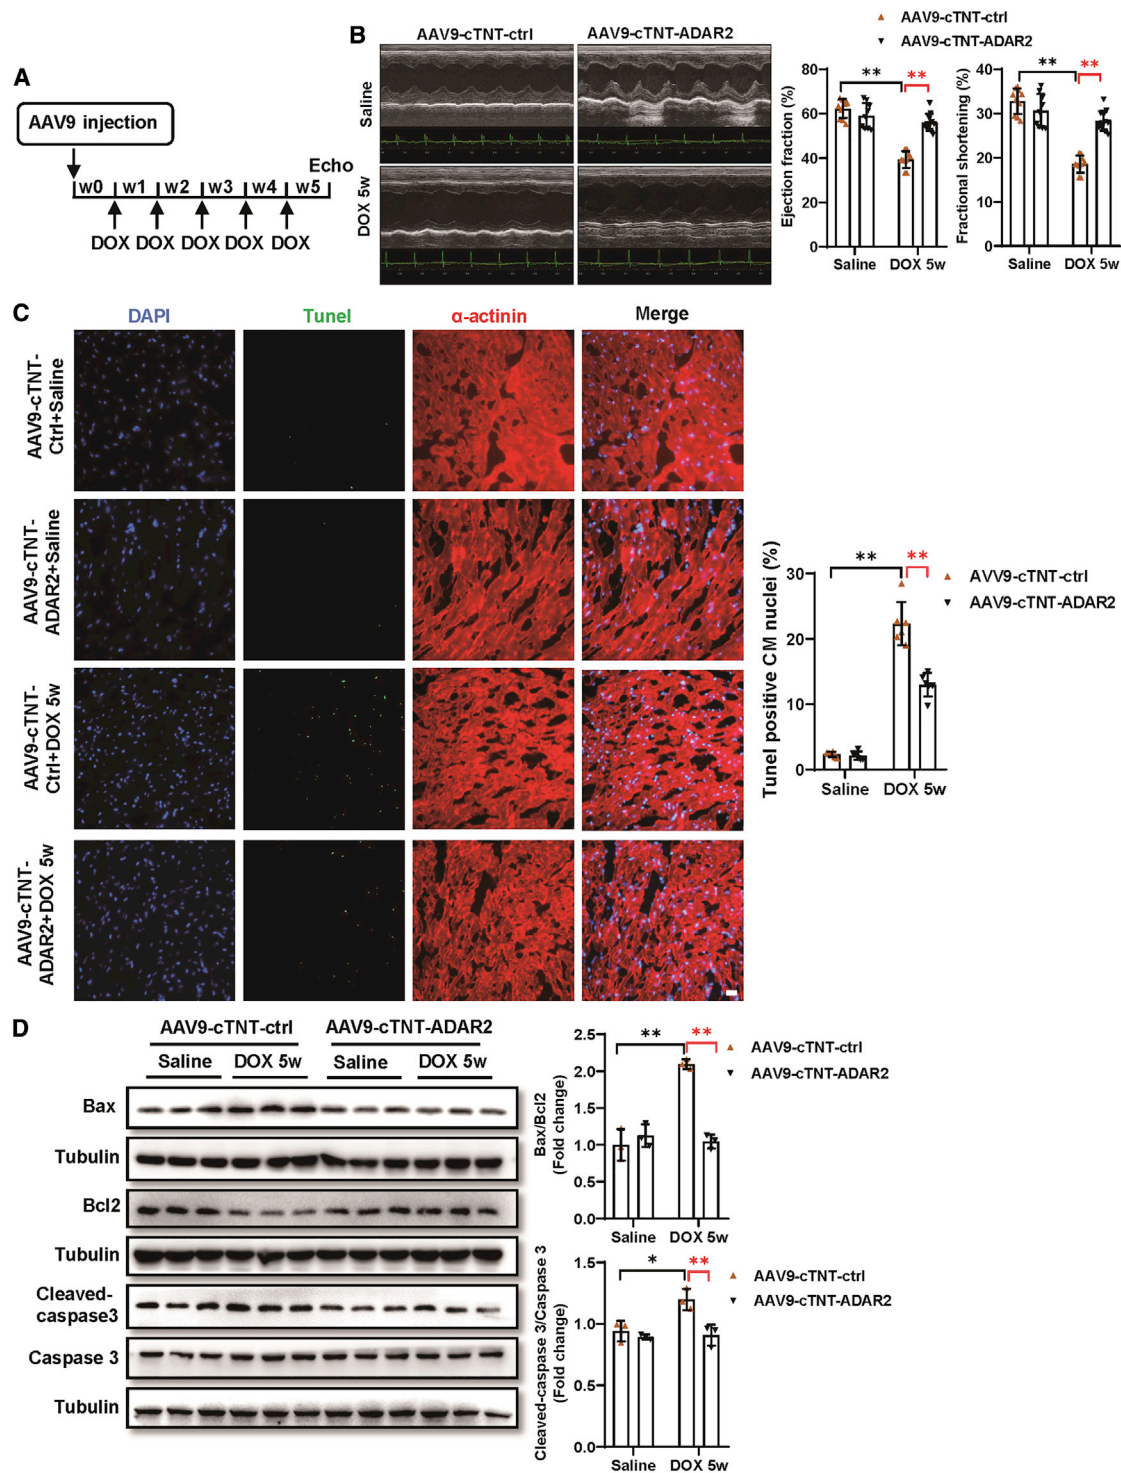 A
AAV9 injection
Echo
w0 w1 w2 w3 w4 w5
DOX DOX DOX DOX DOX
B
AAV9-cTNT-ctrl AAV9-cTNT-ADAR2
Saline
DOX 5w
AAV9-cTNT-ctrl
AAV9-cTNT-ADAR2
** **
Ejection fraction (%)
80
60
40
20
0
Saline DOX 5w
** **
Fractional shortening (%)
40
30
20
10
0
Saline DOX 5w
C
DAPI Tunel α-actinin Merge
AAV9-cTNT-
Ctrl+Saline
AAV9-cTNT-
ADAR2+Saline
AAV9-cTNT-
Ctrl+DOX 5w
AAV9-cTNT-
ADAR2+DOX 5w
** **
AVV9-cTNT-ctrl
AAV9-cTNT-ADAR2
Tunel positive CM nuclei (%)
30
20
10
0
Saline DOX 5w
D
AAV9-cTNT-ctrl AAV9-cTNT-ADAR2
Saline DOX 5w Saline DOX 5w
Bax
Tubulin
Bcl2
Tubulin
Cleaved-
caspase3
Caspase 3
Tubulin
** **
AAV9-cTNT-ctrl
AAV9-cTNT-ADAR2
Bax/Bcl2
(Fold change)
2.5
2.0
1.5
1.0
0.5
0.0
Saline DOX 5w
* **
AAV9-cTNT-ctrl
AAV9-cTNT-ADAR2
Cleaved-caspase 3/Caspase 3
(Fold change)
1.5
1.0
0.5
0.0
Saline DOX 5w